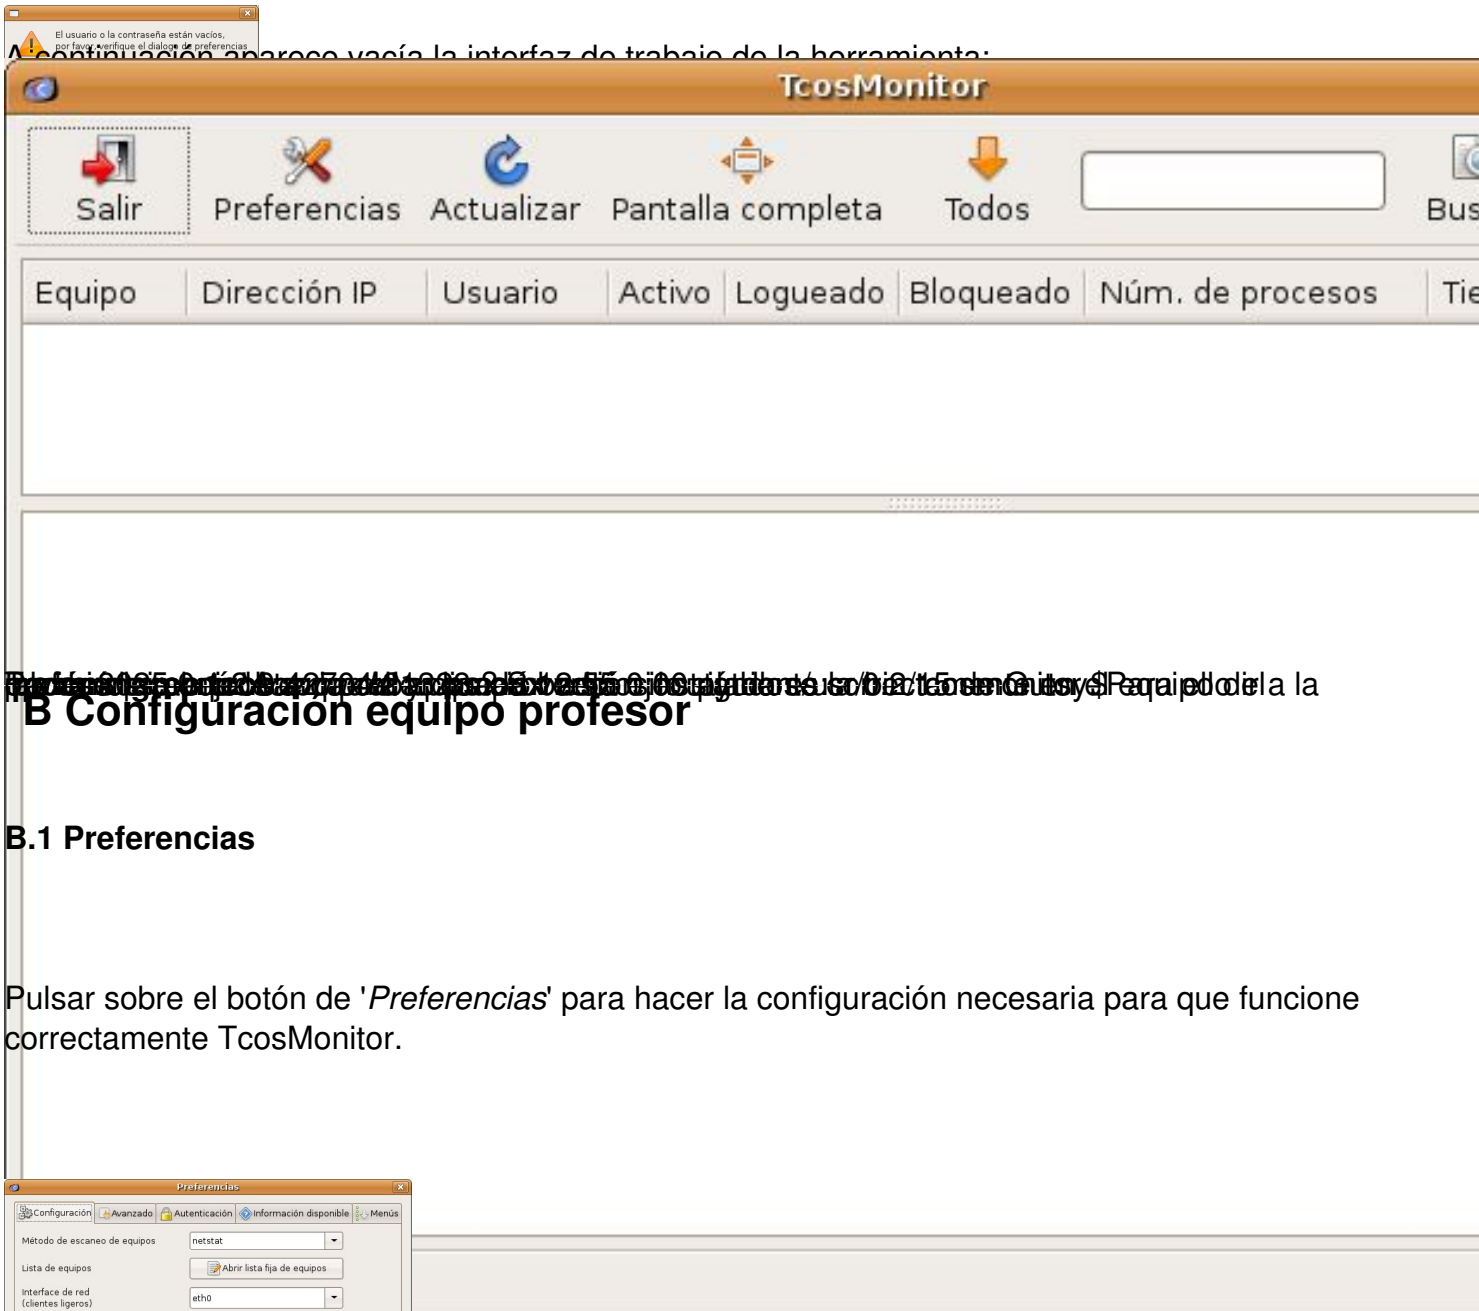 El usuario o la contraseña están vacíos,
por favor, verifique el dialogo de preferencias
A continuación aparece vacía la interfaz de trabajo de la herramienta:
TcosMonitor
Salir Preferencias Actualizar Pantalla completa Todos Bus
Equipo Dirección IP Usuario Activo Logueado Bloqueado Núm. de procesos Tie
B Configuración equipo profesor
B.1 Preferencias
Pulsar sobre el botón de 'Preferencias' para hacer la configuración necesaria para que funcione
correctamente TcosMonitor.
Preferencias
Configuración Avanzado Autenticación Información disponible Menús
Método de escaneo de equipos netstat
Lista de equipos Abrir lista fija de equipos
Interface de red
(clientes ligeros) eth0